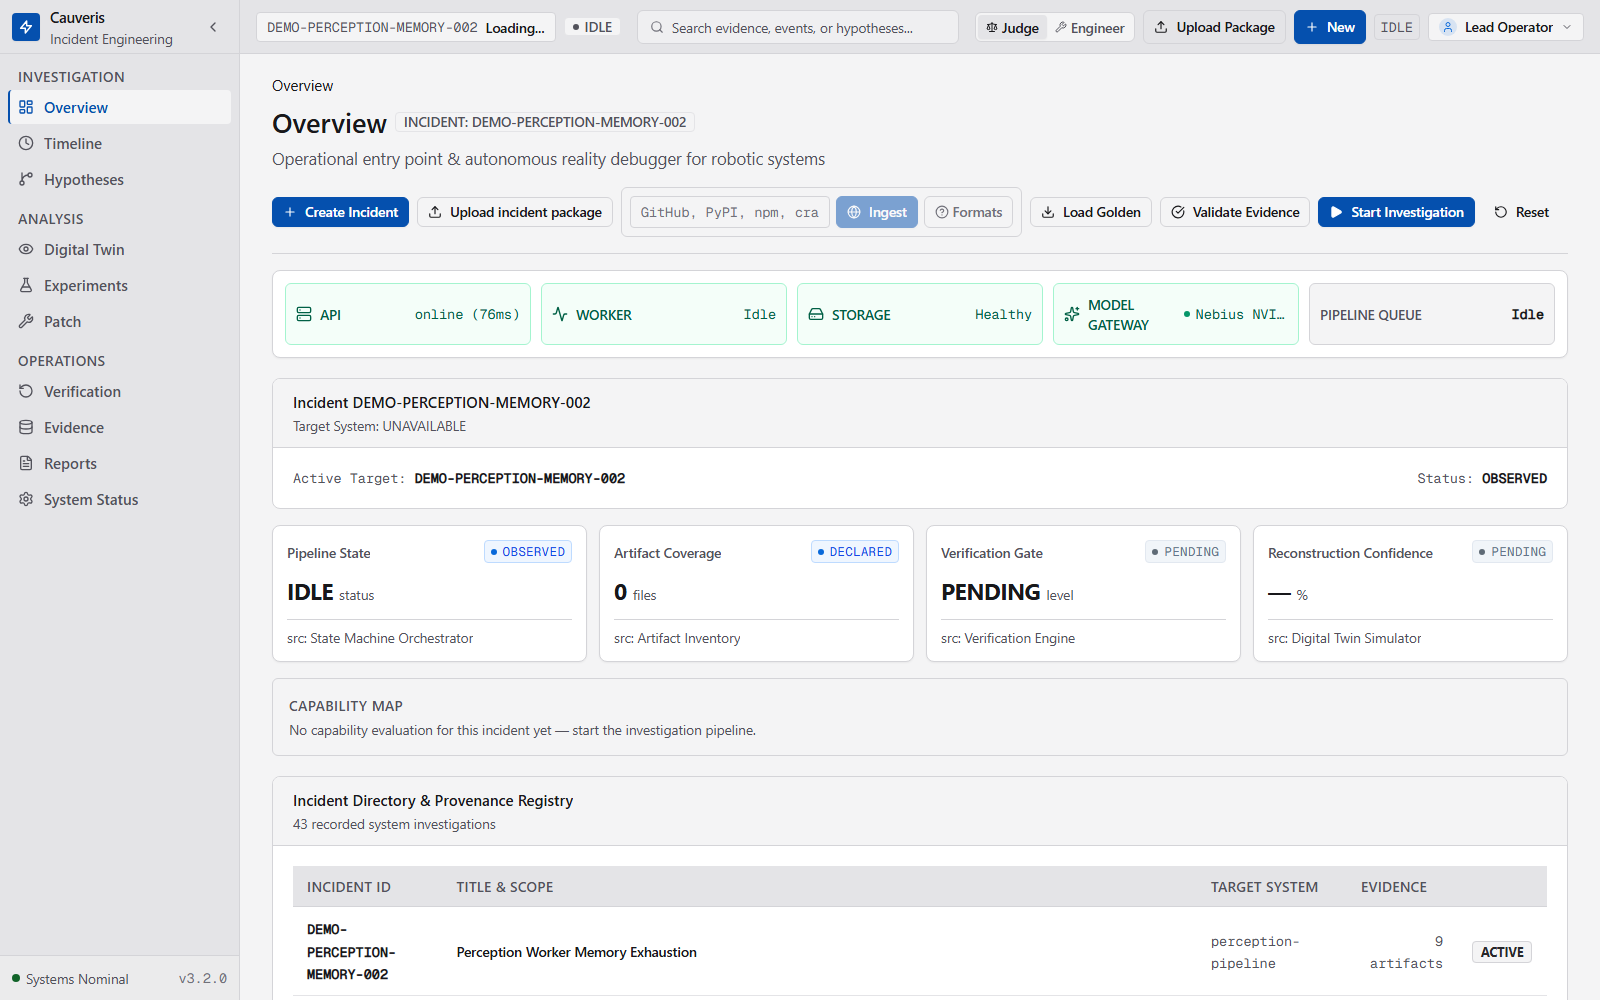 Cauveris
Incident Engineering
DEMO-PERCEPTION-MEMORY-002 Loading...
IDLE
Search evidence, events, or hypotheses...
Judge
Engineer
Upload Package
New
IDLE
Lead Operator
INVESTIGATION
Overview
Timeline
Hypotheses
ANALYSIS
Digital Twin
Experiments
Patch
OPERATIONS
Verification
Evidence
Reports
System Status
Systems Nominal
v3.2.0
Overview
Overview
INCIDENT: DEMO-PERCEPTION-MEMORY-002
Operational entry point & autonomous reality debugger for robotic systems
Create Incident
Upload incident package
GitHub, PyPI, npm, cra
Ingest
Formats
Load Golden
Validate Evidence
Start Investigation
Reset
API
online (76ms)
WORKER
Idle
STORAGE
Healthy
MODEL
GATEWAY
Nebius NVI…
PIPELINE QUEUE
Idle
Incident DEMO-PERCEPTION-MEMORY-002
Target System: UNAVAILABLE
Active Target: DEMO-PERCEPTION-MEMORY-002
Status: OBSERVED
Pipeline State
OBSERVED
IDLE status
src: State Machine Orchestrator
Artifact Coverage
DECLARED
0 files
src: Artifact Inventory
Verification Gate
PENDING
PENDING level
src: Verification Engine
Reconstruction Confidence
PENDING
— %
src: Digital Twin Simulator
CAPABILITY MAP
No capability evaluation for this incident yet — start the investigation pipeline.
Incident Directory & Provenance Registry
43 recorded system investigations
INCIDENT ID
TITLE & SCOPE
TARGET SYSTEM
EVIDENCE
DEMO-
PERCEPTION-
MEMORY-002
Perception Worker Memory Exhaustion
perception-
pipeline
9
artifacts
ACTIVE